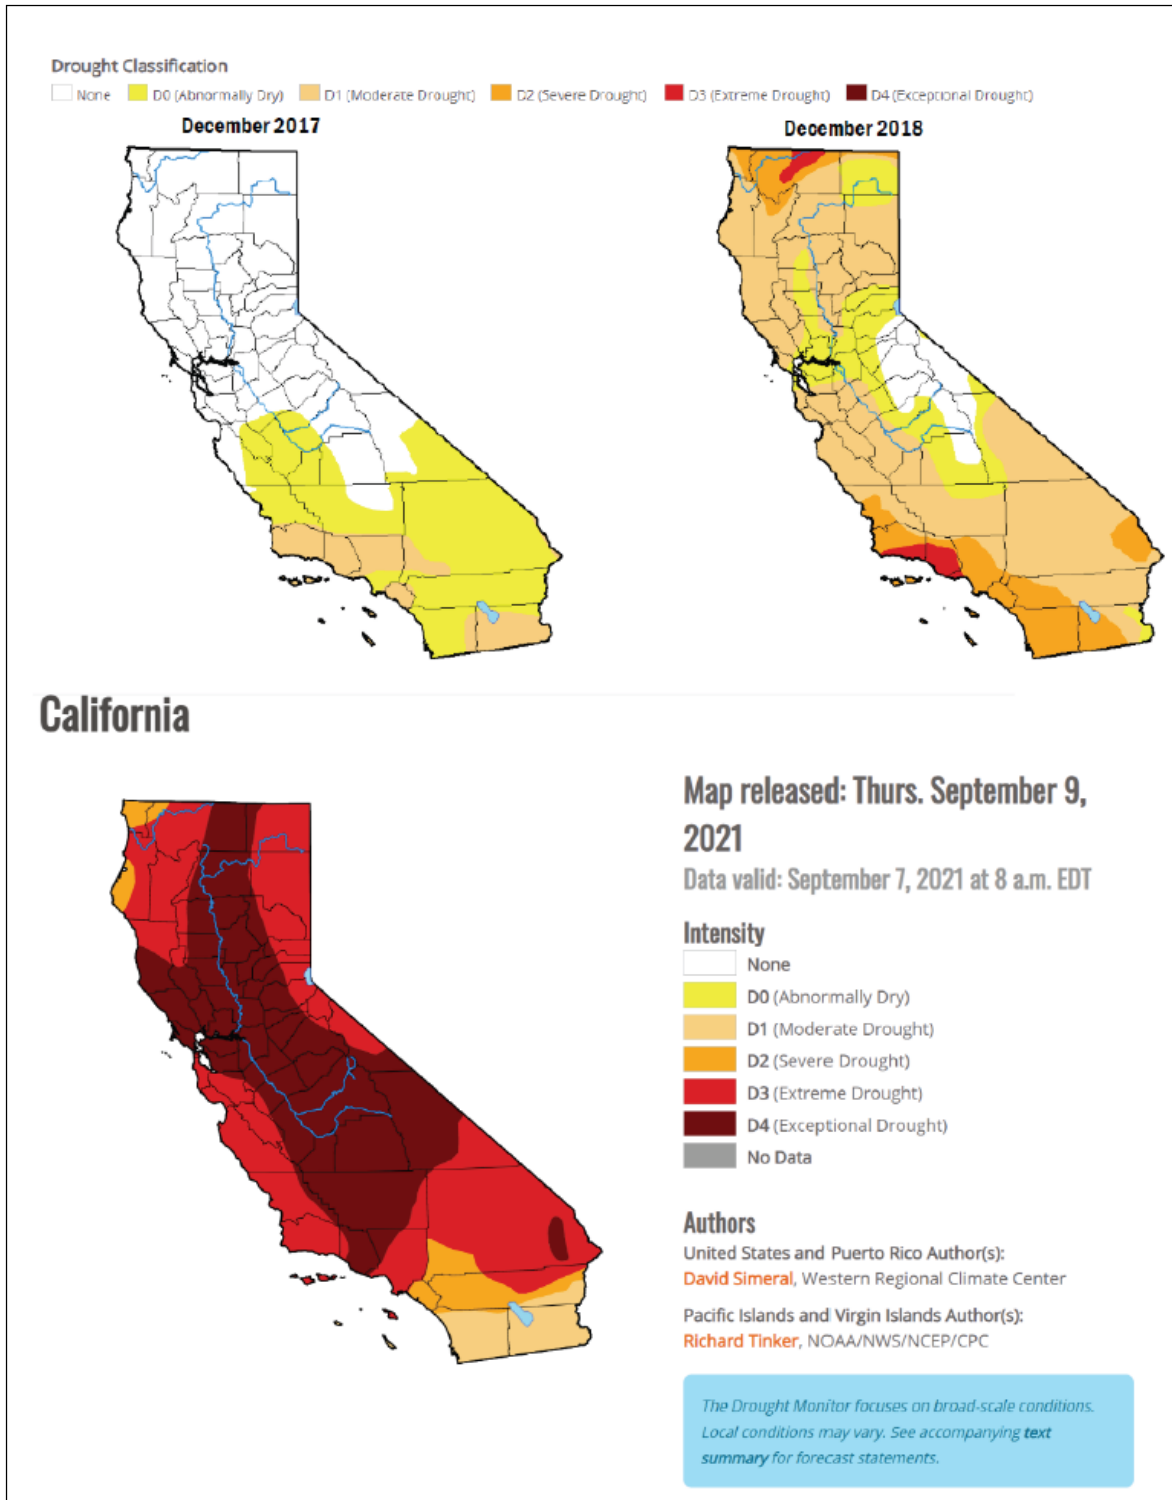 Drought Classification
None D0 (Abnormally Dry) D1 (Moderate Drought) D2 (Severe Drought) D3 (Extreme Drought) D4 (Exceptional Drought)
December 2017
December 2018
California
Map released: Thurs. September 9,
2021
Data valid: September 7, 2021 at 8 a.m. EDT
Intensity
None
D0 (Abnormally Dry)
D1 (Moderate Drought)
D2 (Severe Drought)
D3 (Extreme Drought)
D4 (Exceptional Drought)
No Data
Authors
United States and Puerto Rico Author(s):
David Simeral, Western Regional Climate Center
Pacific Islands and Virgin Islands Author(s):
Richard Tinker, NOAA/NWS/NCEP/CPC
The Drought Monitor focuses on broad-scale conditions.
Local conditions may vary. See accompanying text
summary for forecast statements.